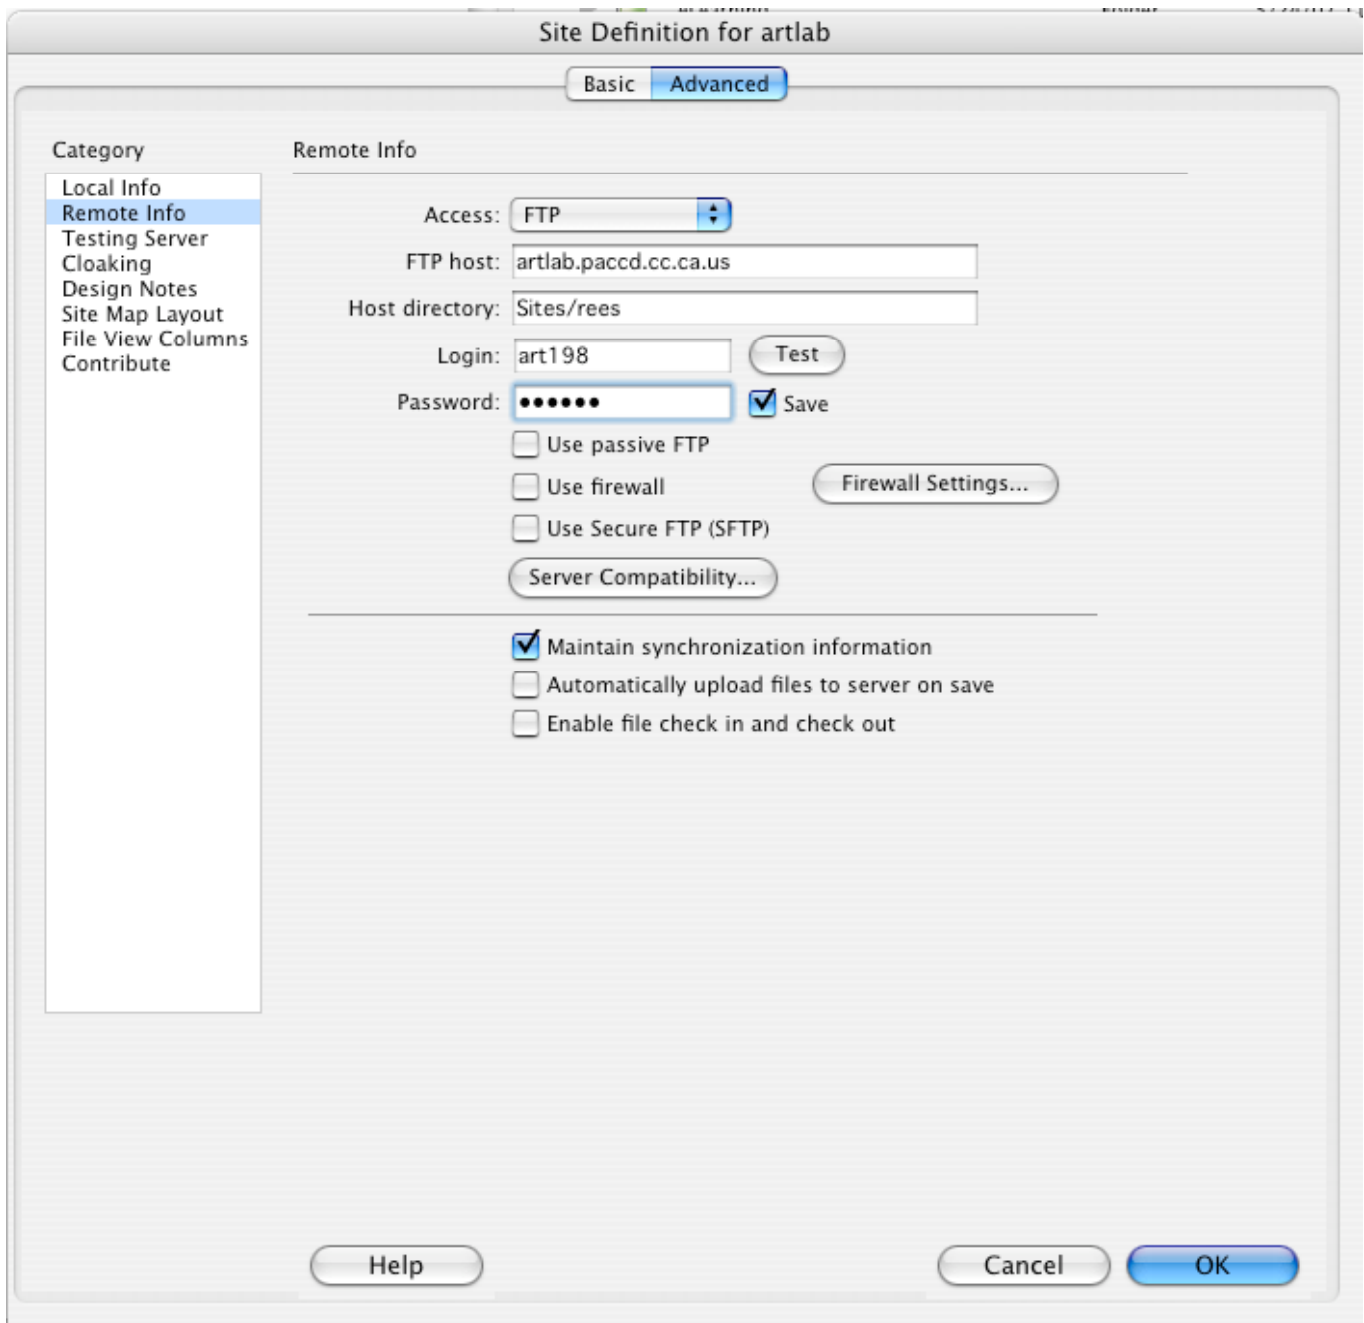 Site Definition for artlab
Basic Advanced
Category
Local Info
Remote Info
Testing Server
Cloaking
Design Notes
Site Map Layout
File View Columns
Contribute
Remote Info
Access: FTP
FTP host: artlab.paccd.cc.ca.us
Host directory: Sites/rees
Login: art198 Test
Password: •••••• Save
Use passive FTP
Use firewall Firewall Settings...
Use Secure FTP (SFTP)
Server Compatibility...
Maintain synchronization information
Automatically upload files to server on save
Enable file check in and check out
Help Cancel OK